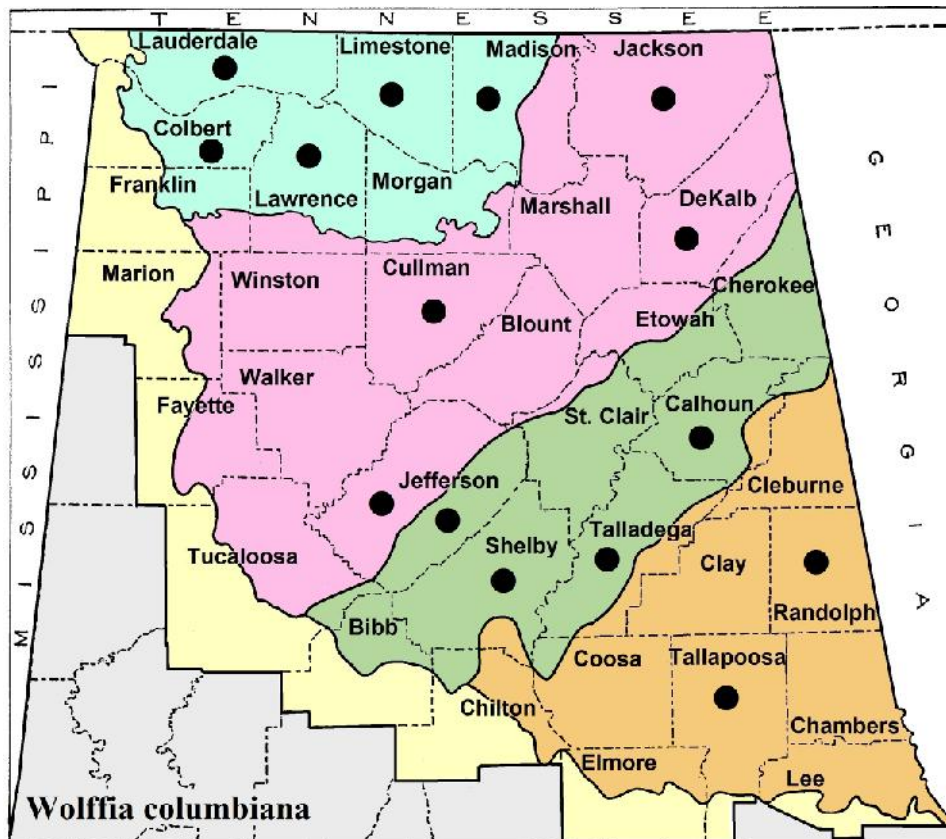 T E N N E S S E E
Lauderdale Limestone Madison Jackson
Colbert
Franklin Lawrence Morgan Marshall DeKalb
Marion Winston Cullman Cherokee
Blount Etowah
Walker
Fayette St. Clair Calhoun
Jefferson Cleburne
Tucaloosa Shelby Talladega
Clay
Bibb Randolph
Coosa Tallapoosa
Chilton Chambers
Elmore Lee
M I S S I S S I P P I
G E O R G I A
Wolffia columbiana